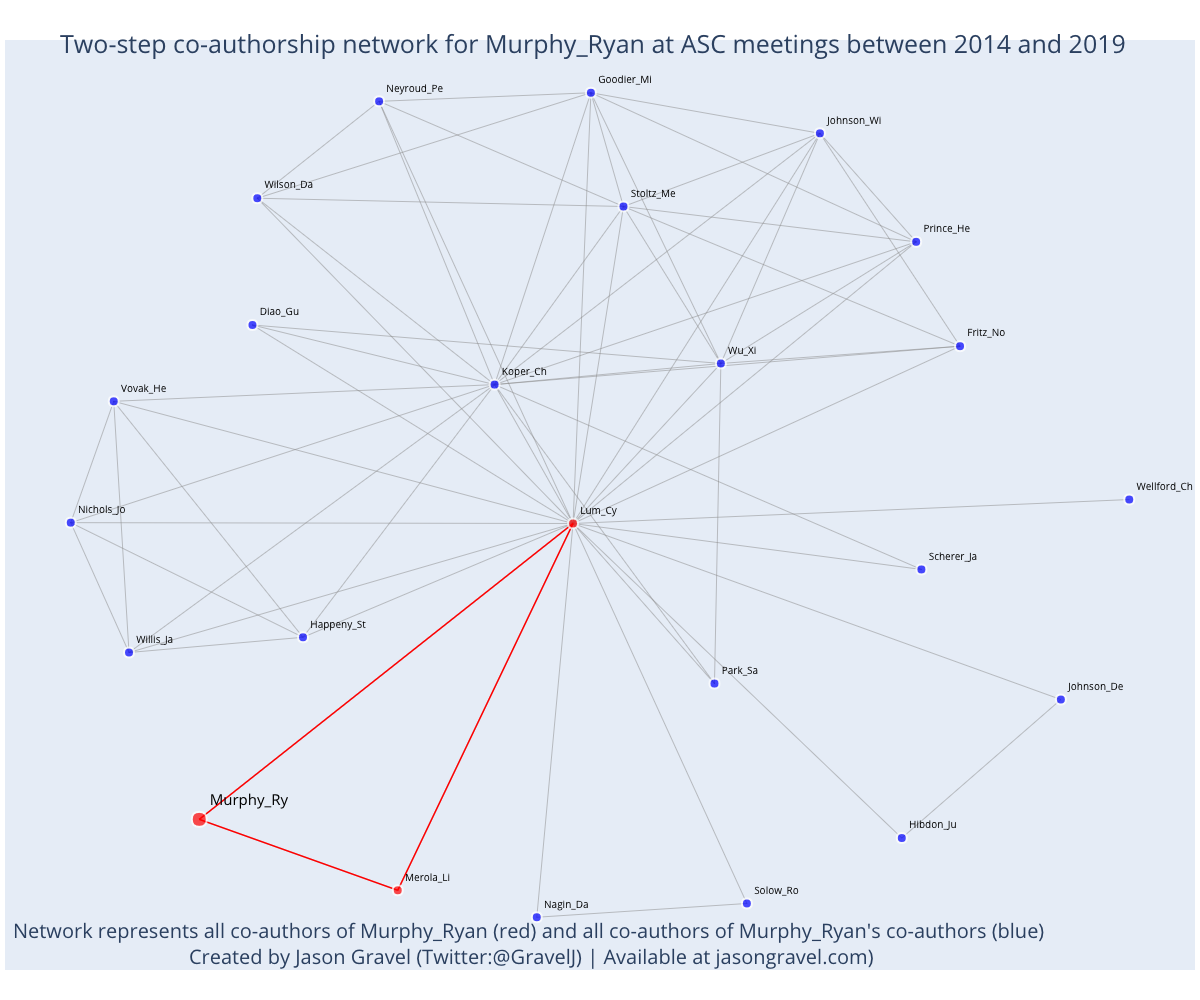 Two-step co-authorship network for Murphy_Ryan at ASC meetings between 2014 and 2019
Goodier_Mi
Neyroud_Pe
Johnson_Wi
Wilson_Da
Stoltz_Me
Prince_He
Diao_Gu
Fritz_No
Wu_Xi
Koper_Ch
Vovak_He
Wellford_Ch
Nichols_Jo
Lum_Cy
Scherer_Ja
Happeny_St
Willis_Ja
Park_Sa
Johnson_De
Murphy_Ry
Hibdon_Ju
Merola_Li
Solow_Ro
Nagin_Da
Network represents all co-authors of Murphy_Ryan (red) and all co-authors of Murphy_Ryan's co-authors (blue)
Created by Jason Gravel (Twitter:@GravelJ) | Available at jasongravel.com)